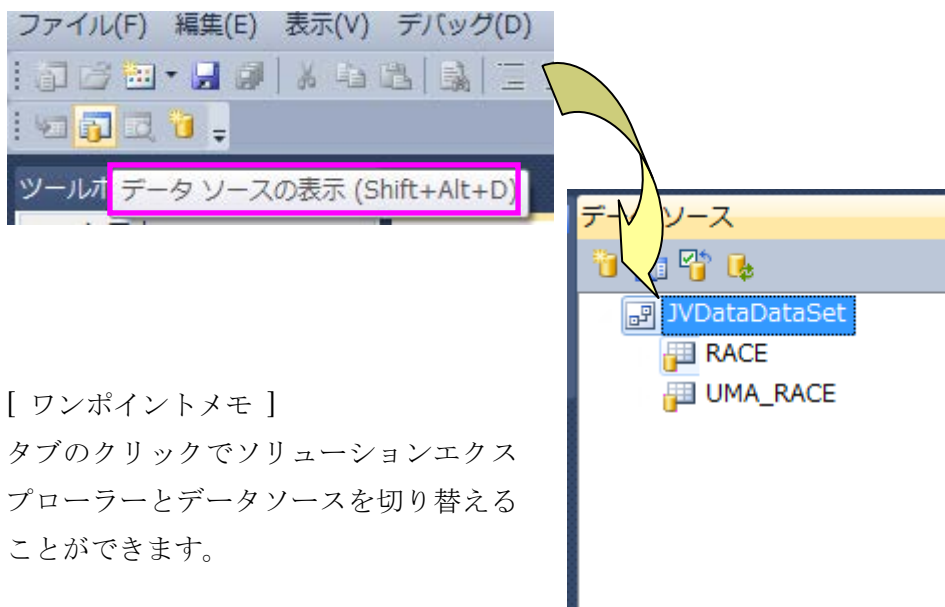 ファイル(F) 編集(E) 表示(V) デバッグ(D)
ツールボ
データ ソースの表示 (Shift+Alt+D)
ソース
JVDataDataSet
RACE
UMA_RACE
[ ワンポイントメモ ]
タブのクリックでソリューションエクス
プローラーとデータソースを切り替える
ことができます。